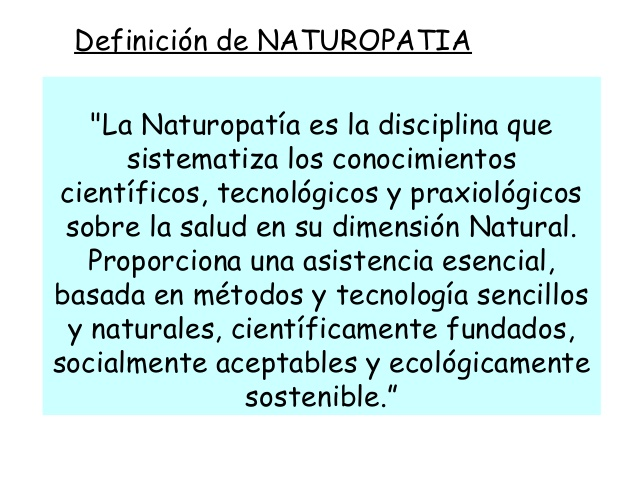 Definición de NATUROPATIA
"La Naturopatía es la disciplina que
sistematiza los conocimientos
científicos, tecnológicos y praxiológicos
sobre la salud en su dimensión Natural.
Proporciona una asistencia esencial,
basada en métodos y tecnología sencillos
y naturales, científicamente fundados,
socialmente aceptables y ecológicamente
sostenible.”